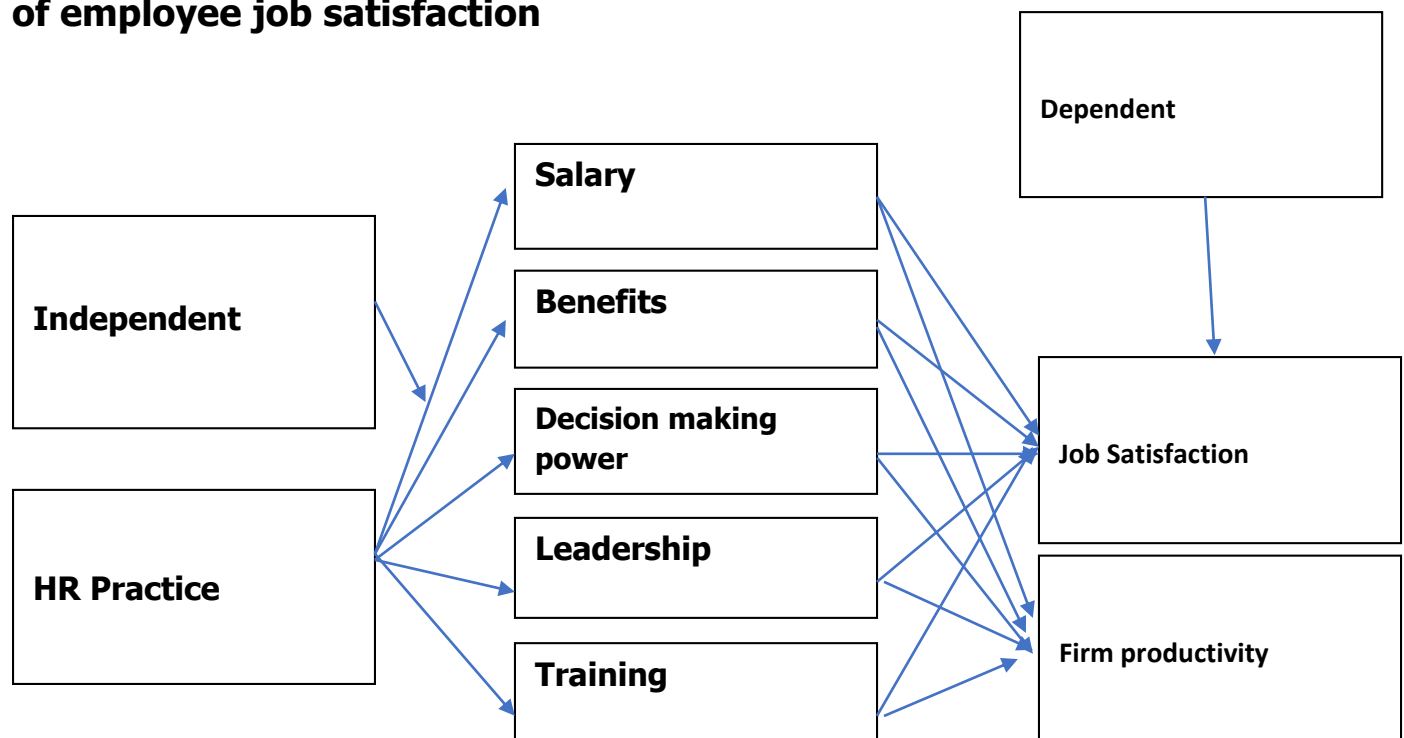 of employee job satisfaction
Dependent
Salary
Independent
Benefits
Decision making
power
Job Satisfaction
Leadership
HR Practice
Firm productivity
Training